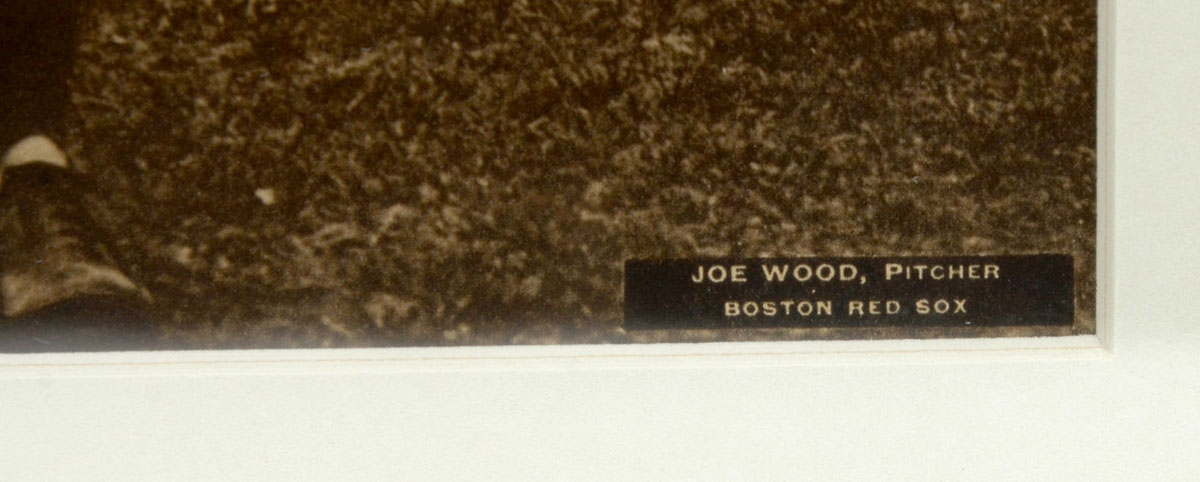 JOE WOOD, PITCHER
BOSTON RED SOX